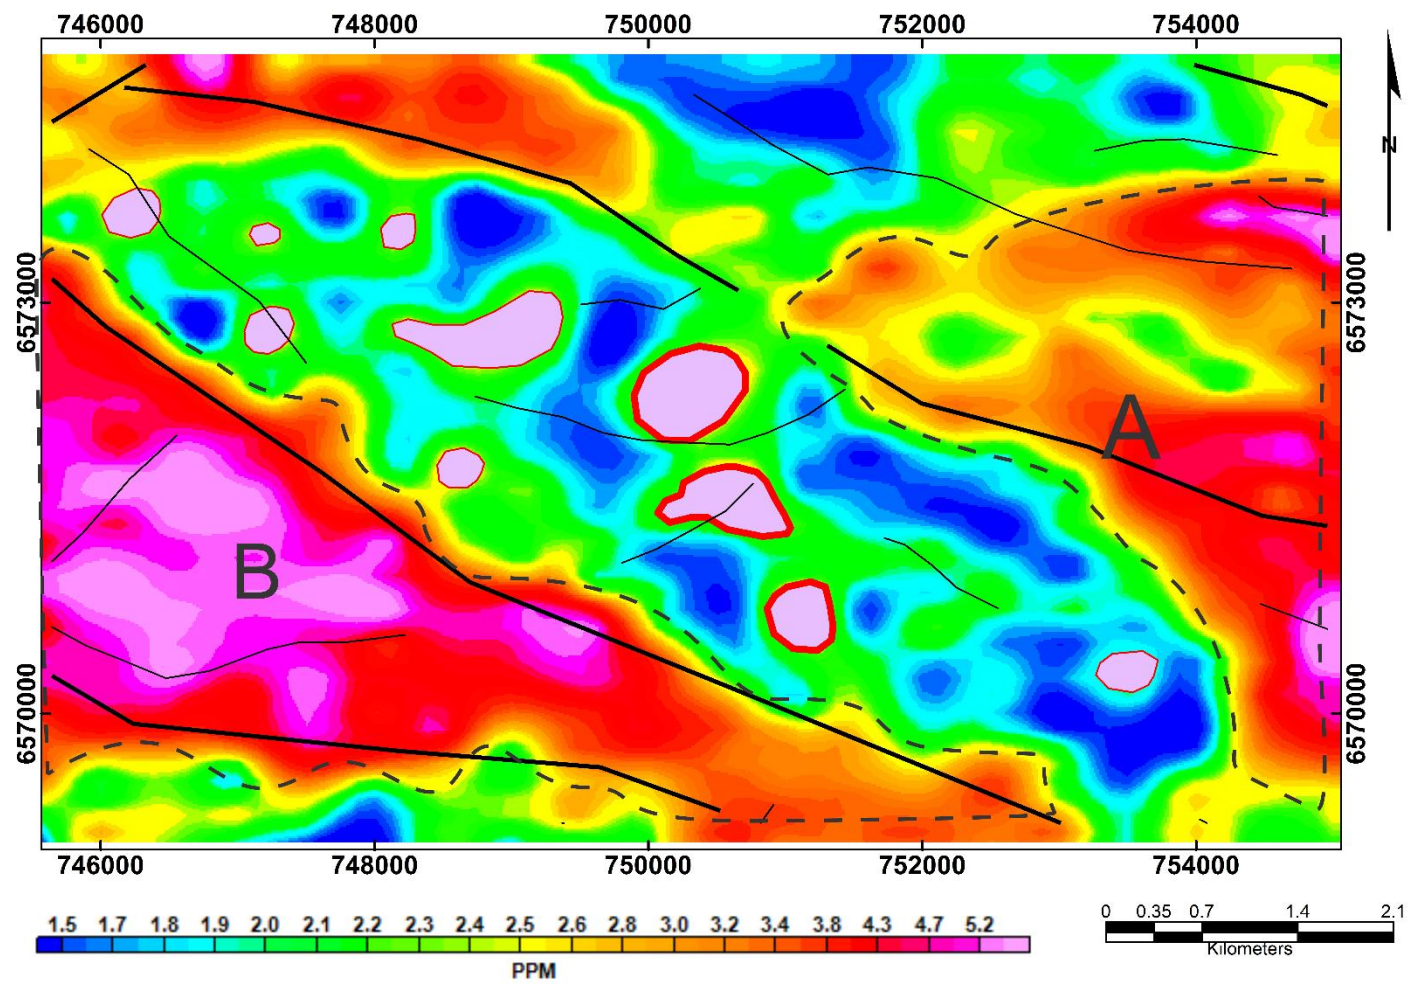 746000 748000 750000 752000 754000
N
6573000 6573000
A
B
6570000 6570000
746000 748000 750000 752000 754000
1.5 1.7 1.8 1.9 2.0 2.1 2.2 2.3 2.4 2.5 2.6 2.8 3.0 3.2 3.4 3.8 4.3 4.7 5.2
PPM
0 0.35 0.7 1.4 2.1
Kilometers